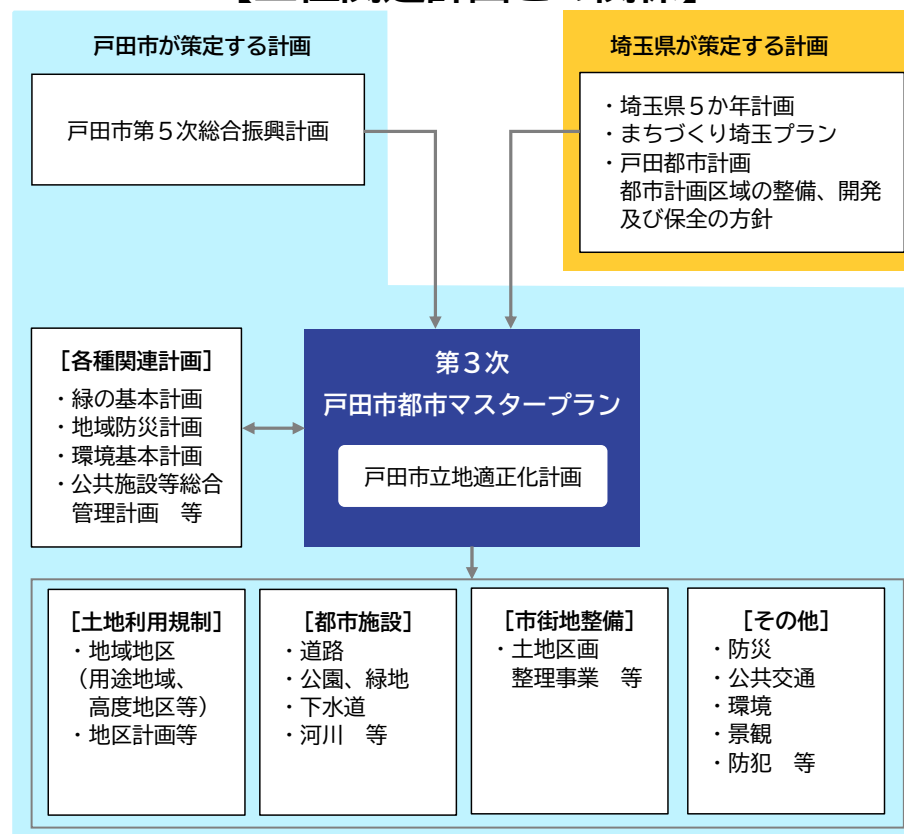 戸田市が策定する計画
戸田市第５次総合振興計画
埼玉県が策定する計画
・埼玉県５か年計画
・まちづくり埼玉プラン
・戸田都市計画
都市計画区域の整備、開発
及び保全の方針
［各種関連計画］
・緑の基本計画
・地域防災計画
・環境基本計画
・公共施設等総合
管理計画　等
第３次
戸田市都市マスタープラン
戸田市立地適正化計画
［土地利用規制］
・地域地区
（用途地域、
高度地区等）
・地区計画等
［都市施設］
・道路
・公園、緑地
・下水道
・河川　等
［市街地整備］
・土地区画
整理事業　等
［その他］
・防災
・公共交通
・環境
・景観
・防犯　等